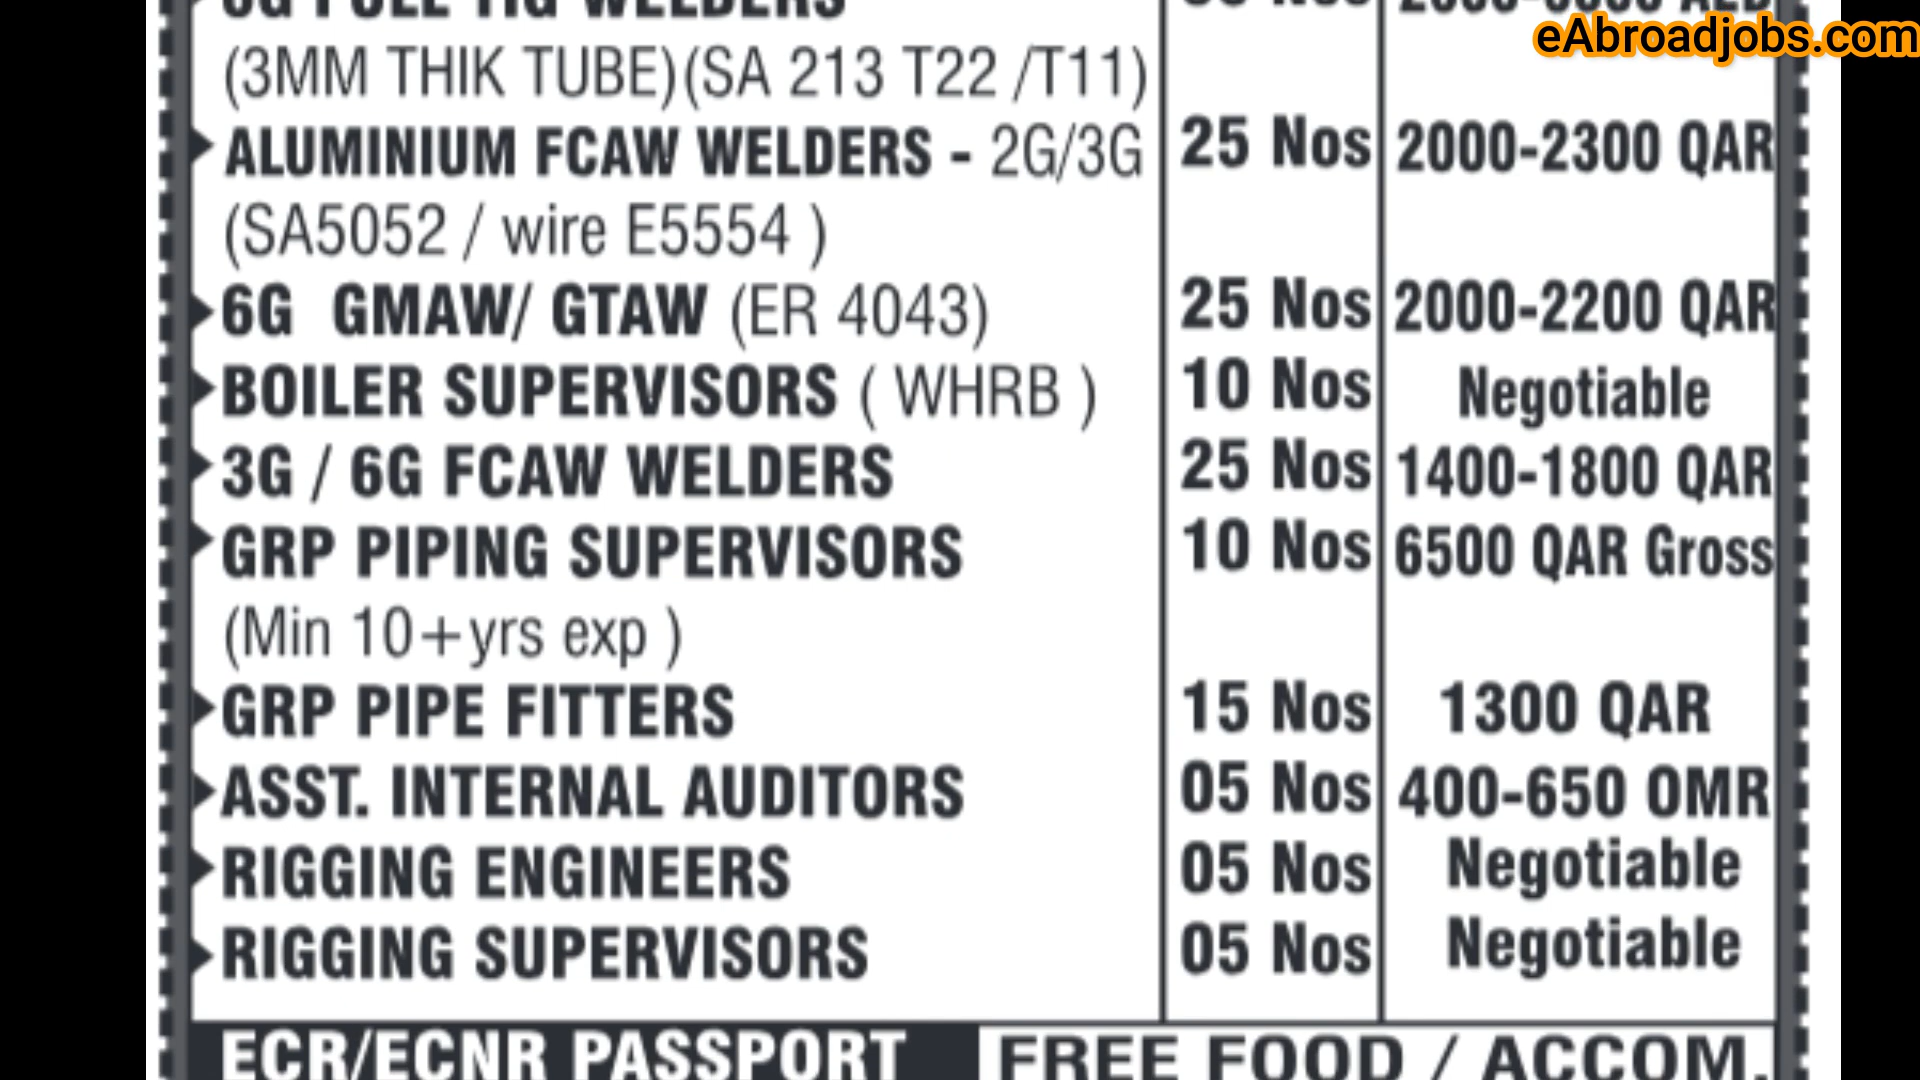 6G FULL TIG WELDERS
eAbroadjobs.com
(3MM THIK TUBE)(SA 213 T22 /T11)
ALUMINIUM FCAW WELDERS - 2G/3G 25 Nos 2000-2300 QAR
(SA5052 / wire E5554 )
6G GMAW/ GTAW (ER 4043) 25 Nos 2000-2200 QAR
BOILER SUPERVISORS ( WHRB ) 10 Nos Negotiable
3G / 6G FCAW WELDERS 25 Nos 1400-1800 QAR
GRP PIPING SUPERVISORS 10 Nos 6500 QAR Gross
(Min 10+yrs exp )
GRP PIPE FITTERS 15 Nos 1300 QAR
ASST. INTERNAL AUDITORS 05 Nos 400-650 OMR
RIGGING ENGINEERS 05 Nos Negotiable
RIGGING SUPERVISORS 05 Nos Negotiable
ECR/ECNR PASSPORT FREE FOOD / ACCOM.